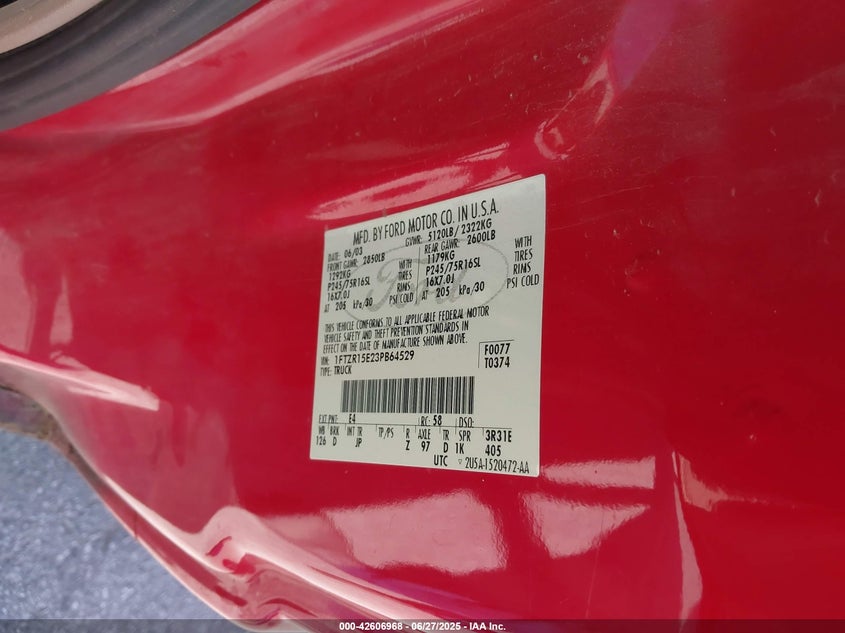 MFD. BY FORD MOTOR CO. IN U.S.A.
DATE: 06/03 GVWR: 5120LB/ 2322KG
FRONT GAWR: 2850LB REAR GAWR: 2600LB
1292KG WITH 1179KG WITH
P245/75R16SL TIRES P245/75R16SL TIRES
16X7.0J RIMS 16X7.0J RIMS
AT 205 kPa/30 PSI COLD AT 205 kPa/30 PSI COLD
Ford
THIS VEHICLE CONFORMS TO ALL APPLICABLE FEDERAL MOTOR
VEHICLE SAFETY AND THEFT PREVENTION STANDARDS IN
EFFECT ON THE DATE OF MANUFACTURE SHOWN ABOVE.
VIN: 1FTZR15E23PB64529 F0077
TYPE: TRUCK T0374
EXT PNT: E4 RC: 58 DSO:
WB BRK INT TR TP/PS R AXLE TR SPR 3R31E
126 D JP Z 97 D 1K 405
UTC ▽ 2U5A-1520472-AA
000-42606968 - 06/27/2025 - IAA Inc.